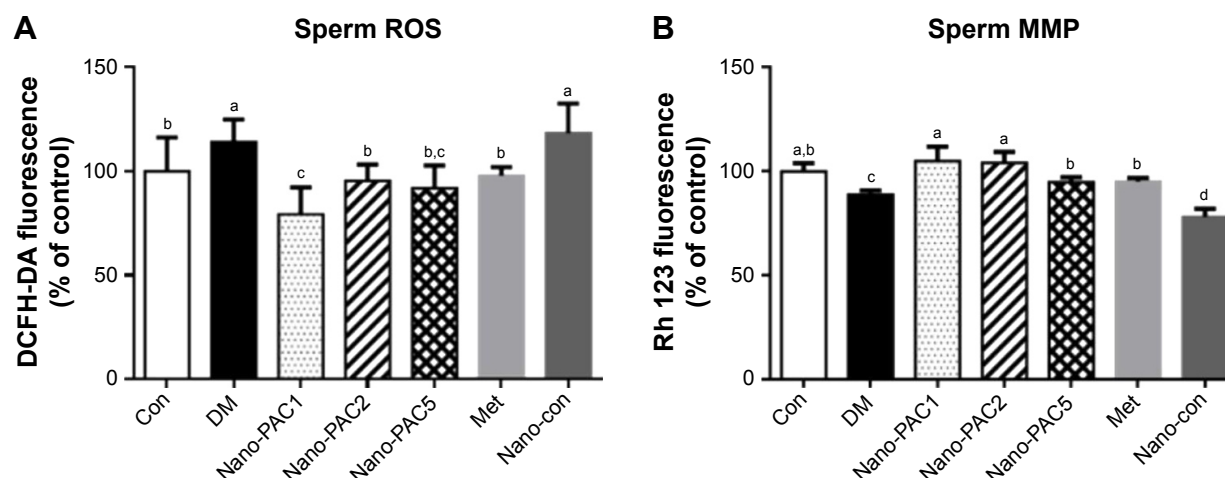 A
Sperm ROS
DCFH-DA fluorescence
(% of control)
150
100
50
0
b
a
c
b
b,c
b
a
Con
DM
Nano-PAC1
Nano-PAC2
Nano-PAC5
Met
Nano-con
B
Sperm MMP
Rh 123 fluorescence
(% of control)
150
100
50
0
a,b
c
a
a
b
b
d
Con
DM
Nano-PAC1
Nano-PAC2
Nano-PAC5
Met
Nano-con